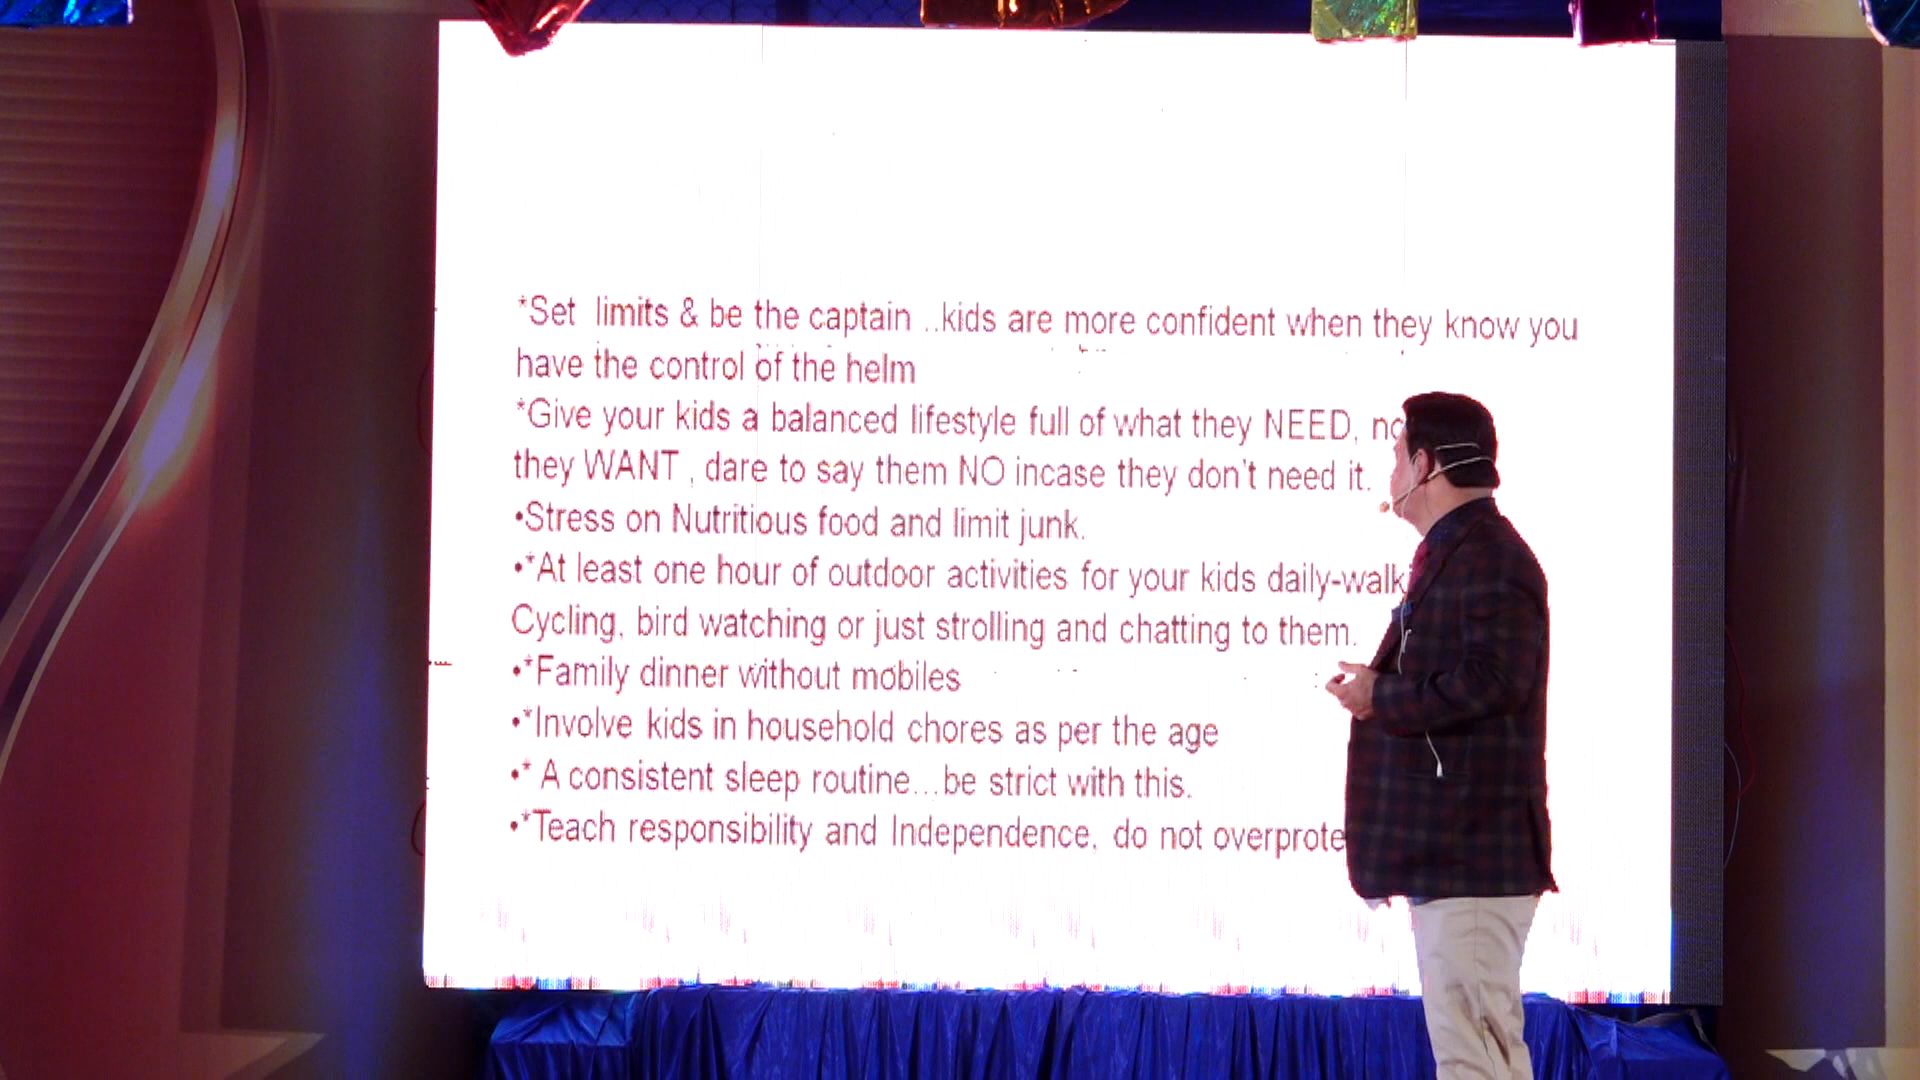 *Set limits & be the captain ..kids are more confident when they know you
have the control of the helm
*Give your kids a balanced lifestyle full of what they NEED,
they WANT , dare to say them NO incase they don't need it.
•Stress on Nutritious food and limit junk.
•*At least one hour of outdoor activities for your kids daily-
Cycling, bird watching or just strolling and chatting to them.
•*Family dinner without mobiles
•*Involve kids in household chores as per the age
•* A consistent sleep routine...be strict with this.
•*Teach responsibility and Independence, do not